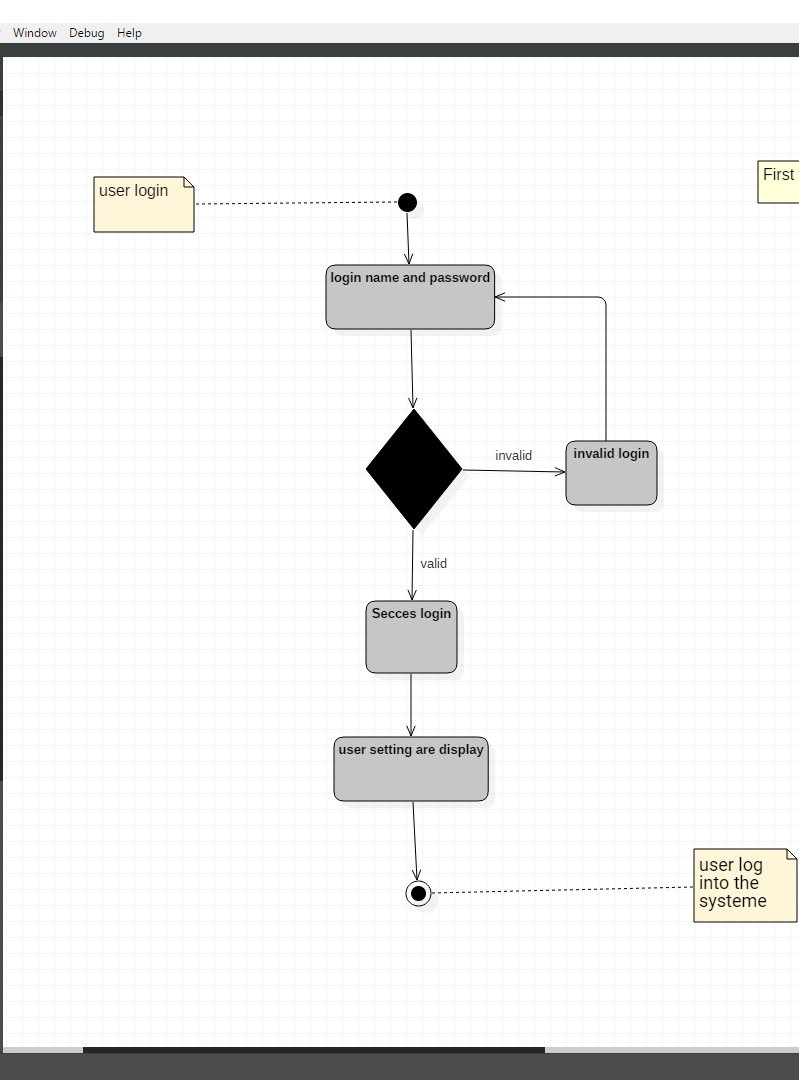 Window Debug Help
user login
First
login name and password
invalid
invalid login
valid
Secces login
user setting are display
user log
into the
systeme